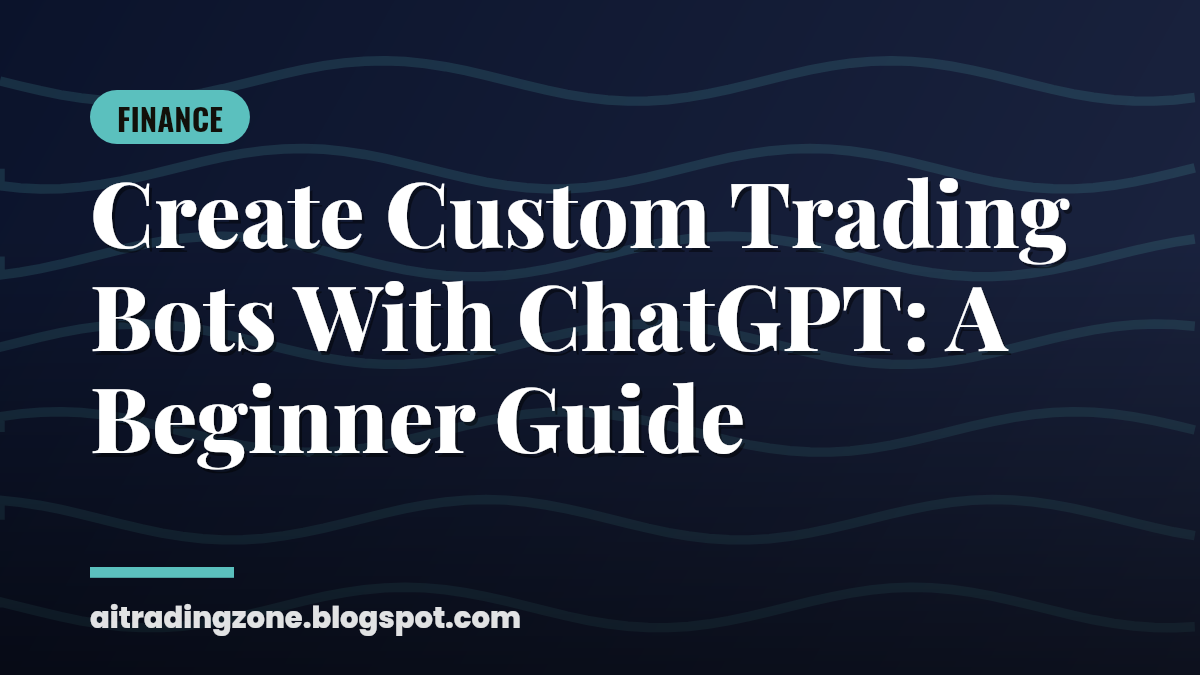 FINANCE
Create Custom Trading
Bots With ChatGPT: A
Beginner Guide
aitradingzone.blogspot.com